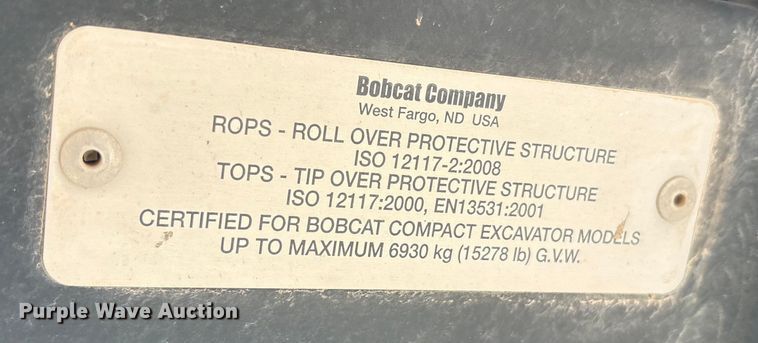 Bobcat Company
West Fargo, ND USA
ROPS - ROLL OVER PROTECTIVE STRUCTURE
ISO 12117-2:2008
TOPS - TIP OVER PROTECTIVE STRUCTURE
ISO 12117:2000, EN13531:2001
CERTIFIED FOR BOBCAT COMPACT EXCAVATOR MODELS
UP TO MAXIMUM 6930 kg (15278 lb) G.V.W.
Purple Wave Auction